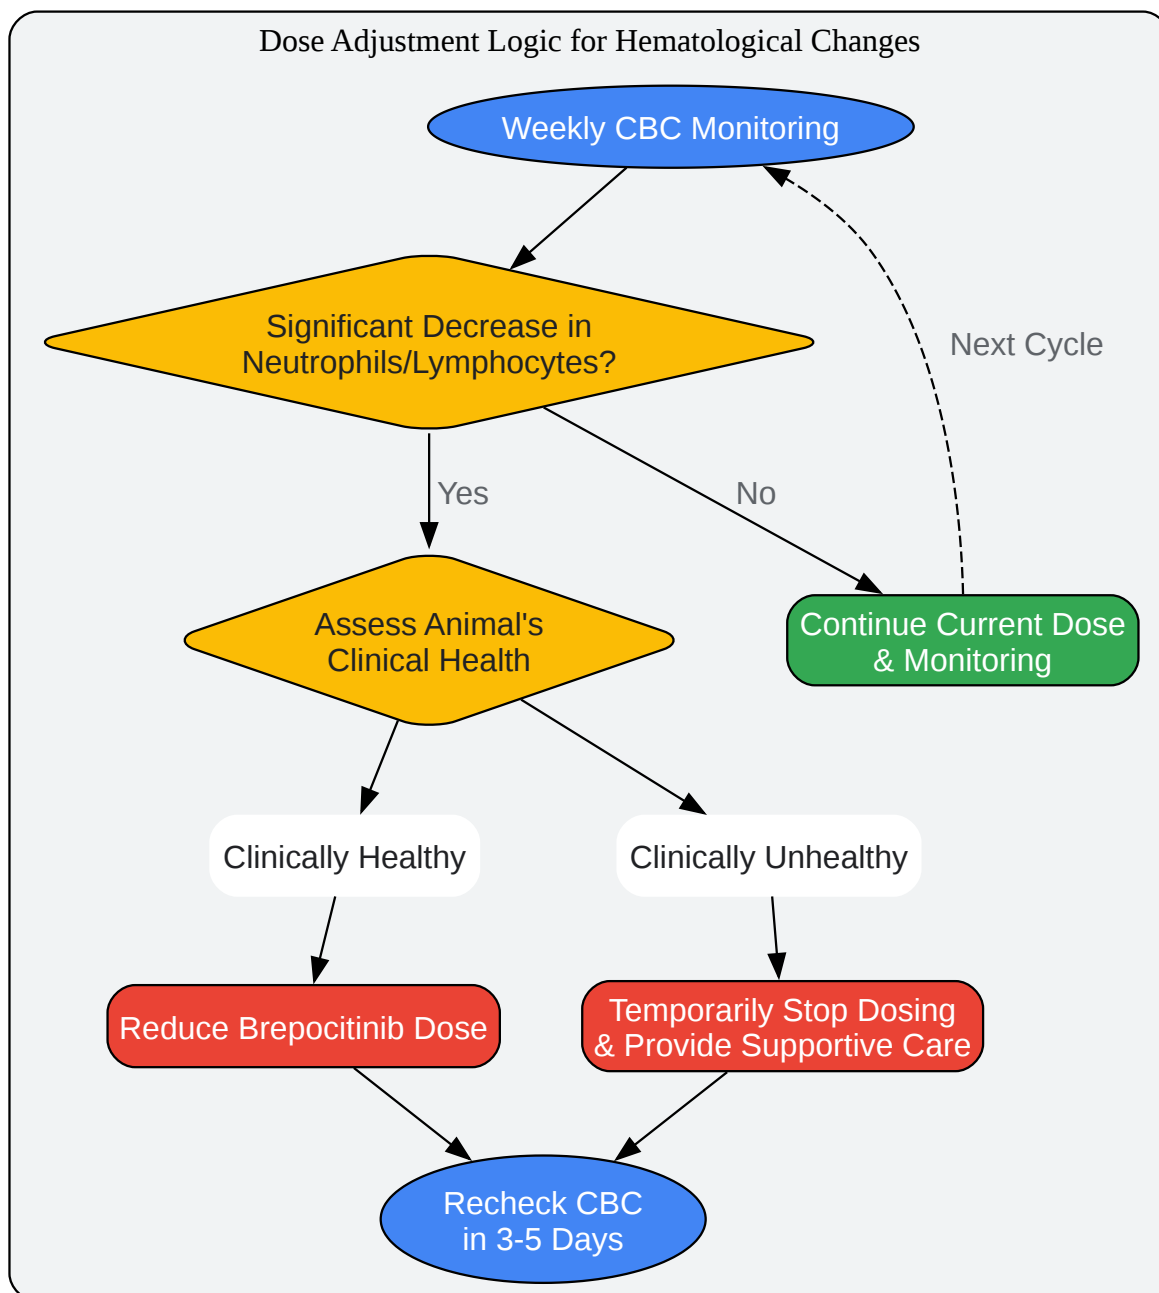 Dose Adjustment Logic for Hematological Changes
Weekly CBC Monitoring
Significant Decrease in
Neutrophils/Lymphocytes?
Next Cycle
Yes
No
Assess Animal's
Clinical Health
Continue Current Dose
& Monitoring
Clinically Healthy
Clinically Unhealthy
Reduce Brepocitinib Dose
Temporarily Stop Dosing
& Provide Supportive Care
Recheck CBC
in 3-5 Days